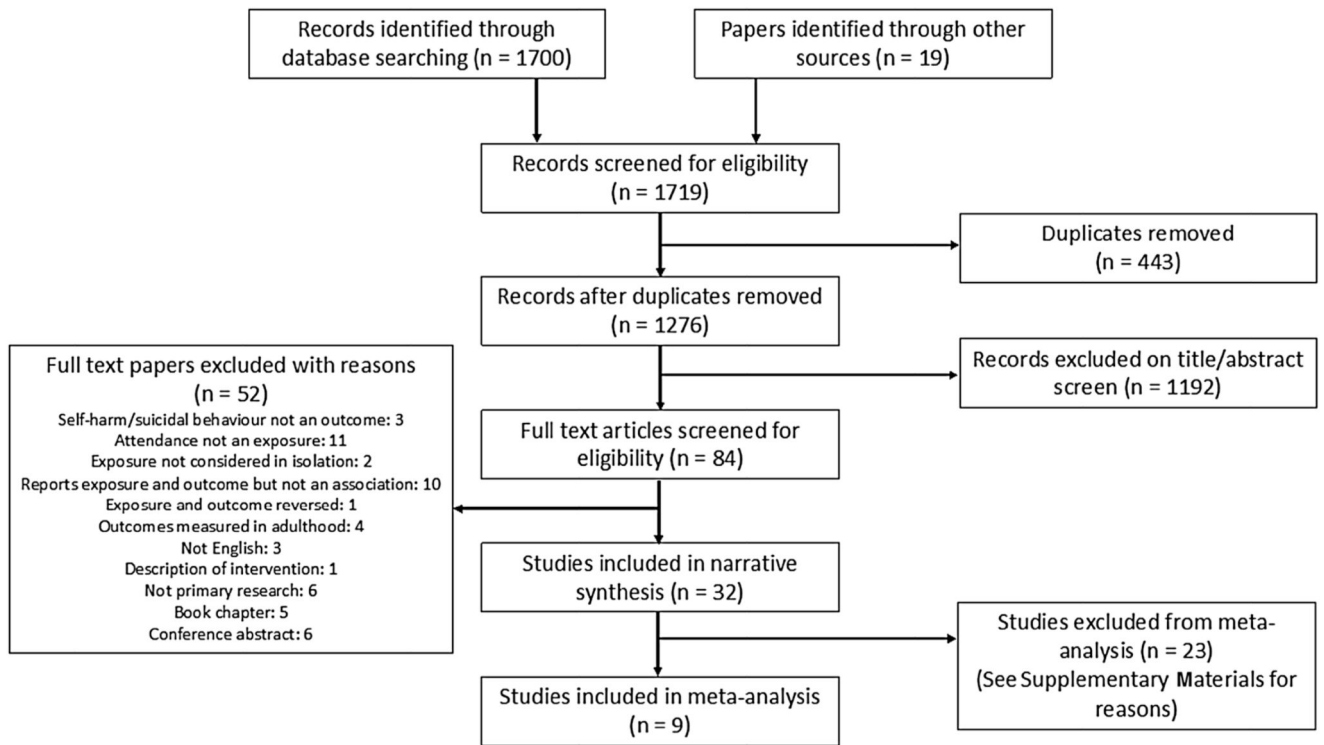 Records identified through
database searching (n = 1700)
Papers identified through other
sources (n = 19)
Records screened for eligibility
(n = 1719)
Duplicates removed
(n = 443)
Records after duplicates removed
(n = 1276)
Records excluded on title/abstract
screen (n = 1192)
Full text articles screened for
eligibility (n = 84)
Full text papers excluded with reasons
(n = 52)
Self-harm/suicidal behaviour not an outcome: 3
Attendance not an exposure: 11
Exposure not considered in isolation: 2
Reports exposure and outcome but not an association: 10
Exposure and outcome reversed: 1
Outcomes measured in adulthood: 4
Not English: 3
Description of intervention: 1
Not primary research: 6
Book chapter: 5
Conference abstract: 6
Studies included in narrative
synthesis (n = 32)
Studies excluded from meta-
analysis (n = 23)
(See Supplementary Materials for
reasons)
Studies included in meta-analysis
(n = 9)